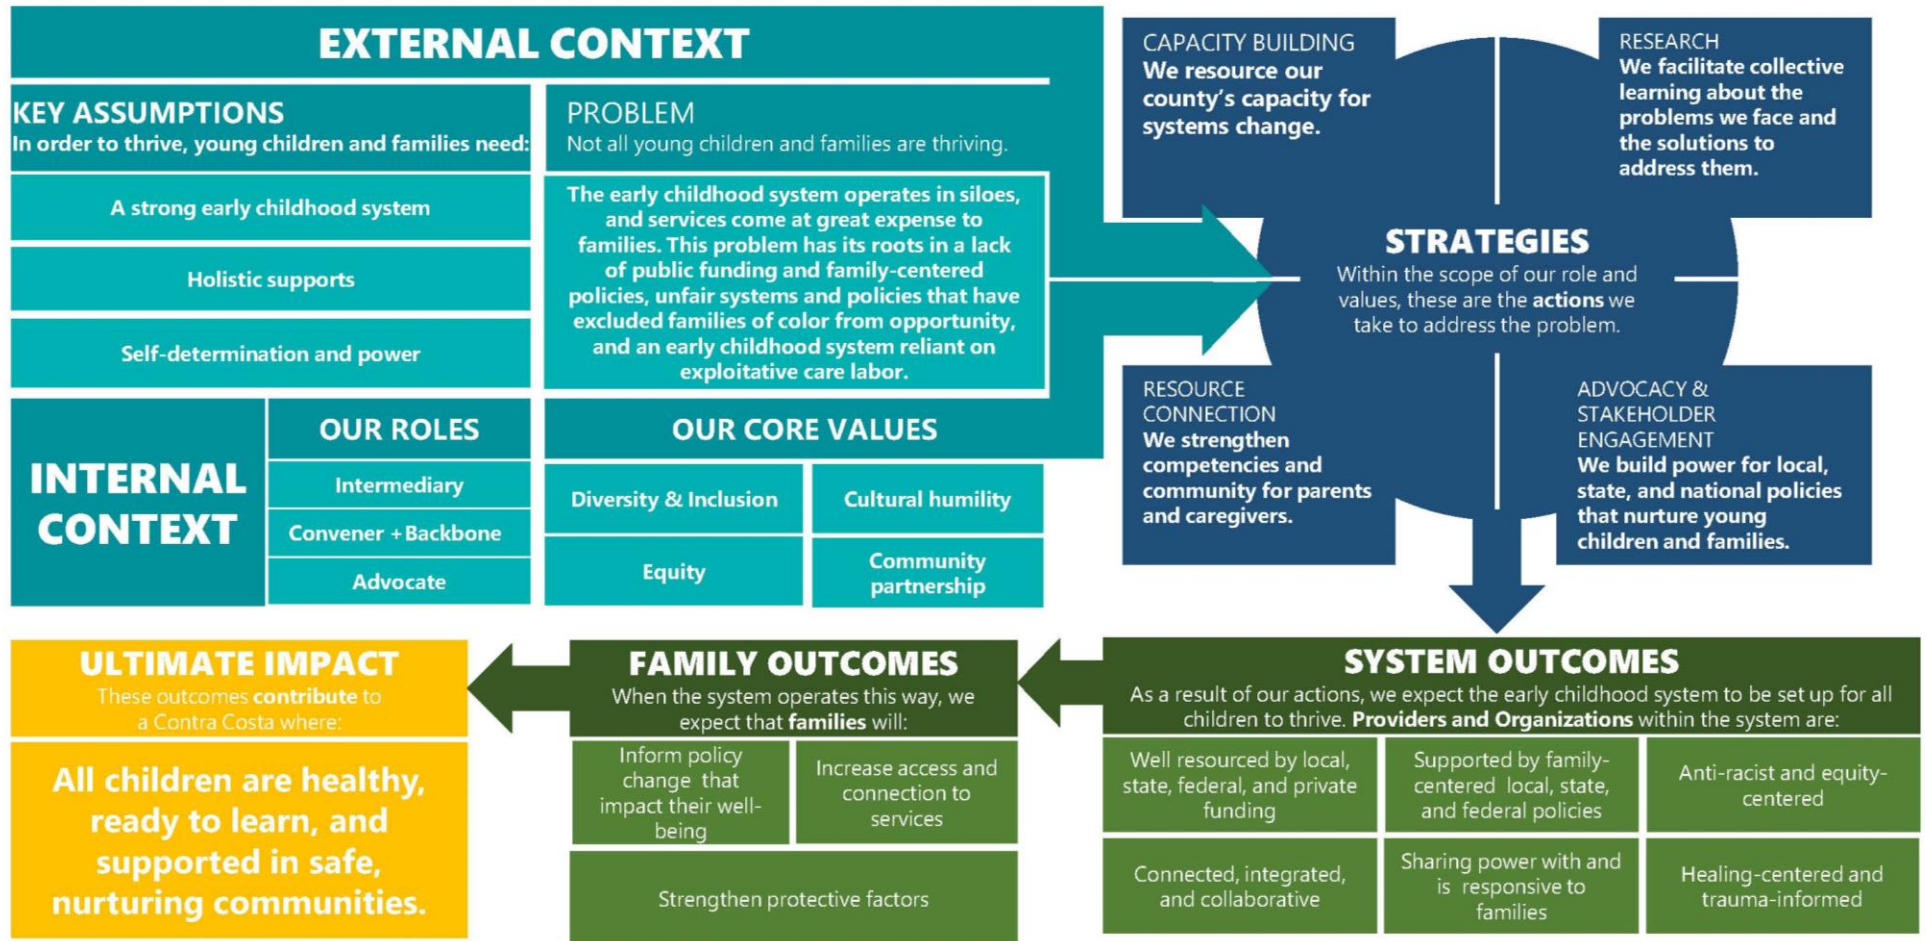 EXTERNAL CONTEXT
KEY ASSUMPTIONS
In order to thrive, young children and families need:
A strong early childhood system
Holistic supports
Self-determination and power
PROBLEM
Not all young children and families are thriving.
The early childhood system operates in siloes,
and services come at great expense to
families. This problem has its roots in a lack
of public funding and family-centered
policies, unfair systems and policies that have
excluded families of color from opportunity,
and an early childhood system reliant on
exploitative care labor.
INTERNAL
CONTEXT
OUR ROLES
Intermediary
Convener +Backbone
Advocate
OUR CORE VALUES
Diversity & Inclusion
Cultural humility
Equity
Community
partnership
CAPACITY BUILDING
We resource our
county's capacity for
systems change.
RESEARCH
We facilitate collective
learning about the
problems we face and
the solutions to
address them.
STRATEGIES
Within the scope of our role and
values, these are the actions we
take to address the problem.
RESOURCE
CONNECTION
We strengthen
competencies and
community for parents
and caregivers.
ADVOCACY &
STAKEHOLDER
ENGAGEMENT
We build power for local,
state, and national policies
that nurture young
children and families.
SYSTEM OUTCOMES
As a result of our actions, we expect the early childhood system to be set up for all
children to thrive. Providers and Organizations within the system are:
Well resourced by local,
state, federal, and private
funding
Supported by family-
centered local, state,
and federal policies
Anti-racist and equity-
centered
Connected, integrated,
and collaborative
Sharing power with and
is responsive to
families
Healing-centered and
trauma-informed
FAMILY OUTCOMES
When the system operates this way, we
expect that families will:
Inform policy
change that
impact their well-
being
Increase access and
connection to
services
Strengthen protective factors
ULTIMATE IMPACT
These outcomes contribute to
a Contra Costa where:
All children are healthy,
ready to learn, and
supported in safe,
nurturing communities.